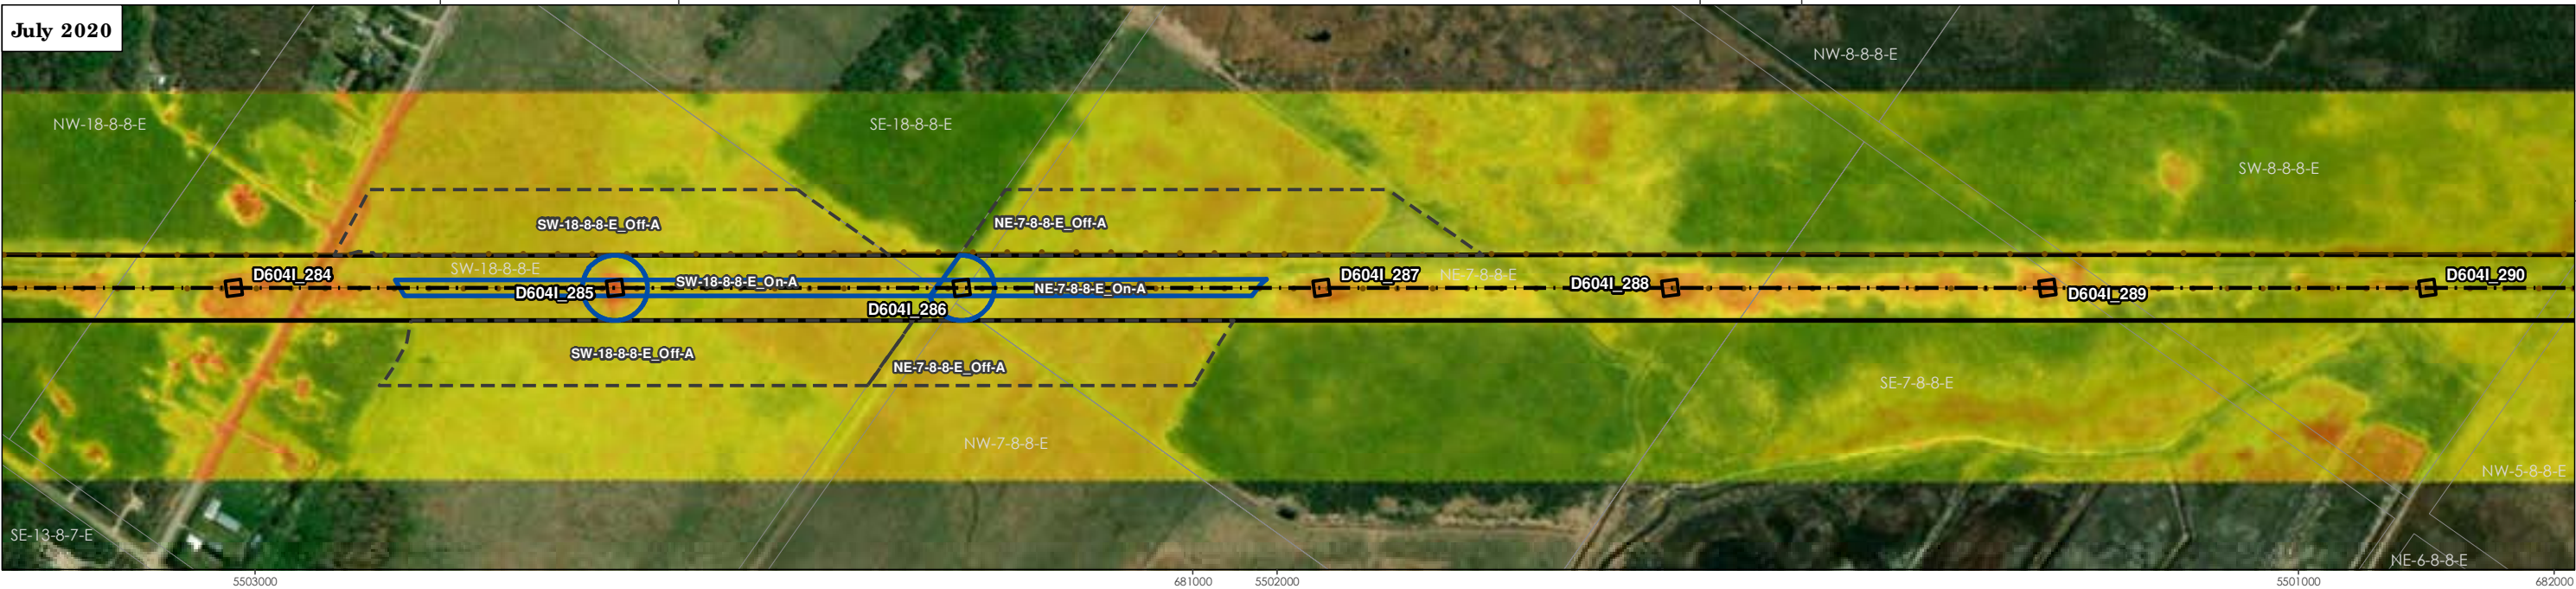 July 2020
NW-8-8-8-E
NW-18-8-8-E
SE-18-8-8-E
SW-8-8-8-E
SW-18-8-8-E_Off-A
NE-7-8-8-E_Off-A
SW-18-8-8-E
D604I_284
D604I_285
SW-18-8-8-E_On-A
D604I_286
NE-7-8-8-E_On-A
D604I_287
NE-7-8-8-E
D604I_288
D604I_289
D604I_290
SW-18-8-8-E_Off-A
NE-7-8-8-E_Off-A
SE-7-8-8-E
NW-7-8-8-E
NW-5-8-8-E
SE-13-8-7-E
NE-6-8-8-E
5503000
681000
5502000
5501000
682000